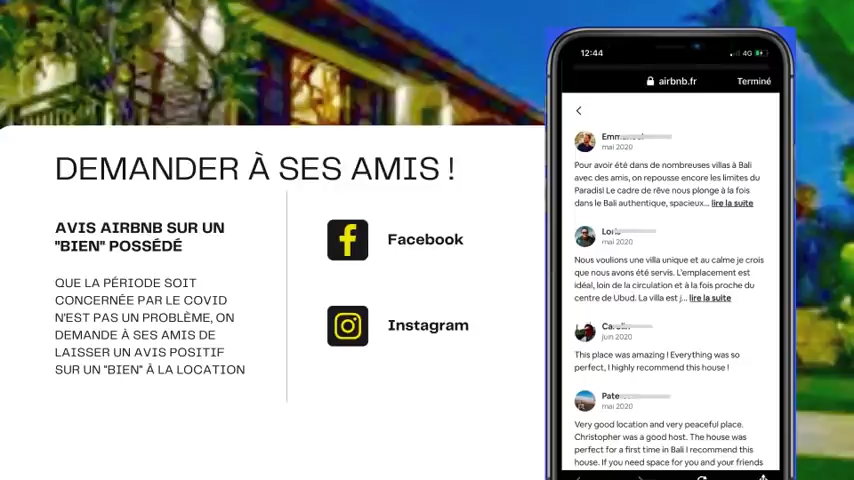 DEMANDER À SES AMIS !
AVIS AIRBNB SUR UN
"BIEN" POSSÉDÉ
QUE LA PÉRIODE SOIT
CONCERNÉE PAR LE COVID
N'EST PAS UN PROBLÈME, ON
DEMANDE À SES AMIS DE
LAISSER UN AVIS POSITIF
SUR UN "BIEN" À LA LOCATION
Facebook
Instagram
12:44
4G
airbnb.fr
Terminé
mai 2020
Pour avoir été dans de nombreuses villas à Bali
avec des amis, on repousse encore les limites du
Paradis! Le cadre de rêve nous plonge à la fois
dans le Bali authentique, spacieux... lire la suite
mai 2020
Nous voulions une villa unique et au calme je crois
que nous avons été servis. L'emplacement est
idéal, loin de la circulation et à la fois proche du
centre de Ubud. La villa est j... lire la suite
juin 2020
This place was amazing ! Everything was so
perfect, I highly recommend this house !
mai 2020
Very good location and very peaceful place.
Christopher was a good host. The house was
perfect for a first time in Bali I recommend this
house. If you need space for you and your friends